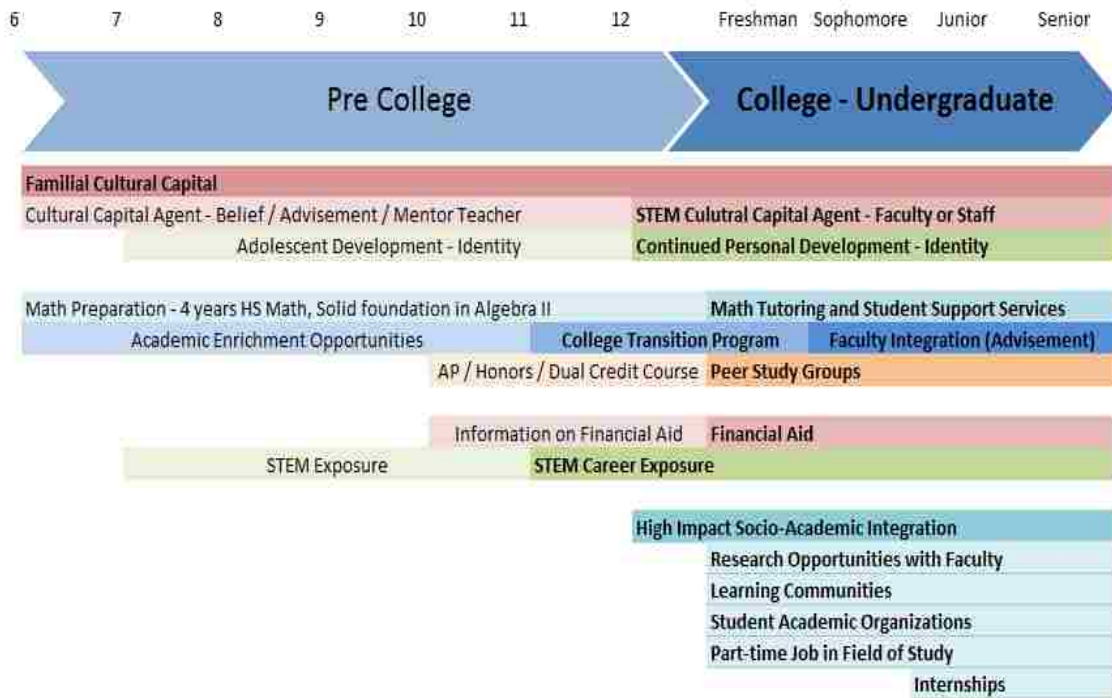 6 7 8 9 10 11 12 Freshman Sophomore Junior Senior
Pre College College - Undergraduate
Familial Cultural Capital
Cultural Capital Agent - Belief / Advisement / Mentor Teacher STEM Culutral Capital Agent - Faculty or Staff
Adolescent Development - Identity Continued Personal Development - Identity
Math Preparation - 4 years HS Math, Solid foundation in Algebra II Math Tutoring and Student Support Services
Academic Enrichment Opportunities College Transition Program Faculty Integration (Advisement)
AP / Honors / Dual Credit Course Peer Study Groups
Information on Financial Aid Financial Aid
STEM Exposure STEM Career Exposure
High Impact Socio-Academic Integration
Research Opportunities with Faculty
Learning Communities
Student Academic Organizations
Part-time Job in Field of Study
Internships